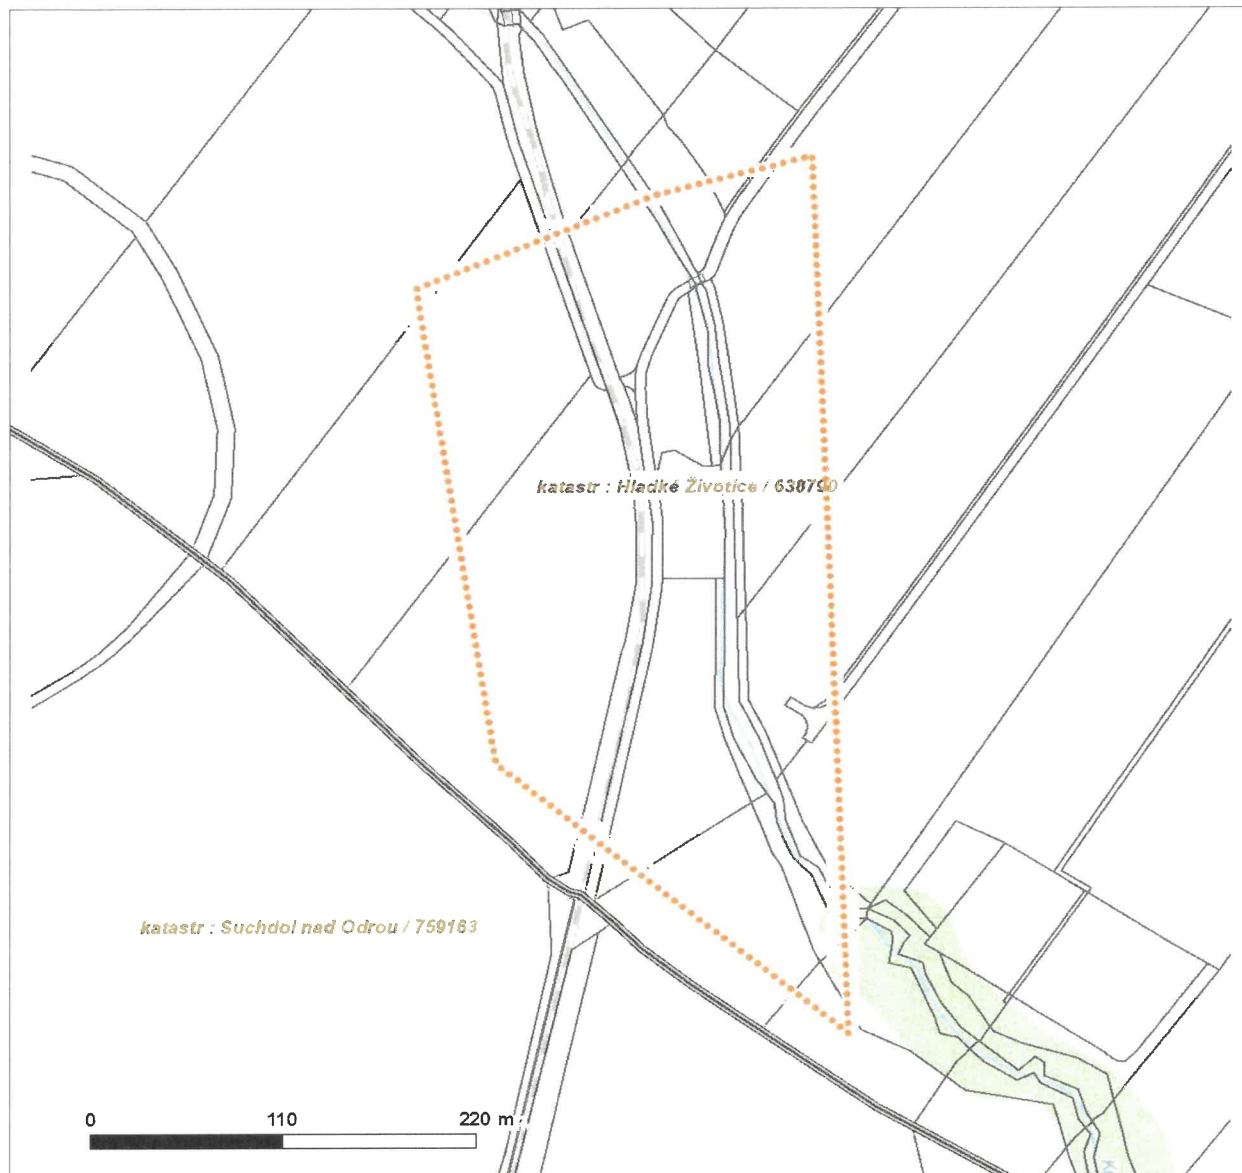 katastr : Hladké Životice / 638790
katastr : Suchdol nad Odrou / 759163
0 110 220 m